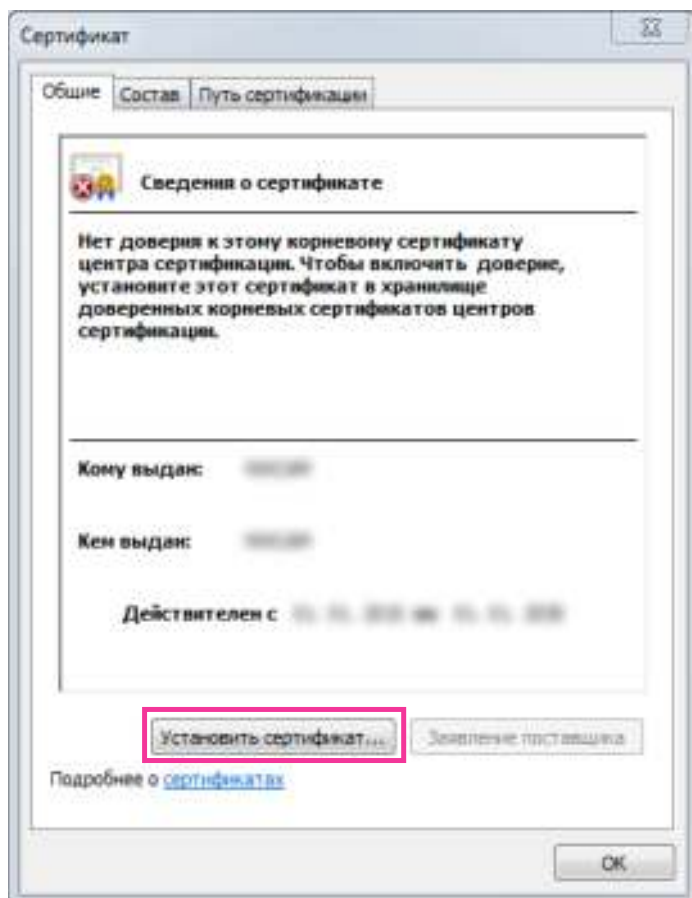 Сертификат
Общие
Состав
Путь сертификации
Сведения о сертификате
Нет доверия к этому корневому сертификату
центра сертификации. Чтобы включить доверие,
установите этот сертификат в хранилище
доверенных корневых сертификатов центров
сертификации.
Кому выдан:
Кем выдан:
Действителен с
Установить сертификат...
Заявление поставщика
Подробнее о сертификатах
OK